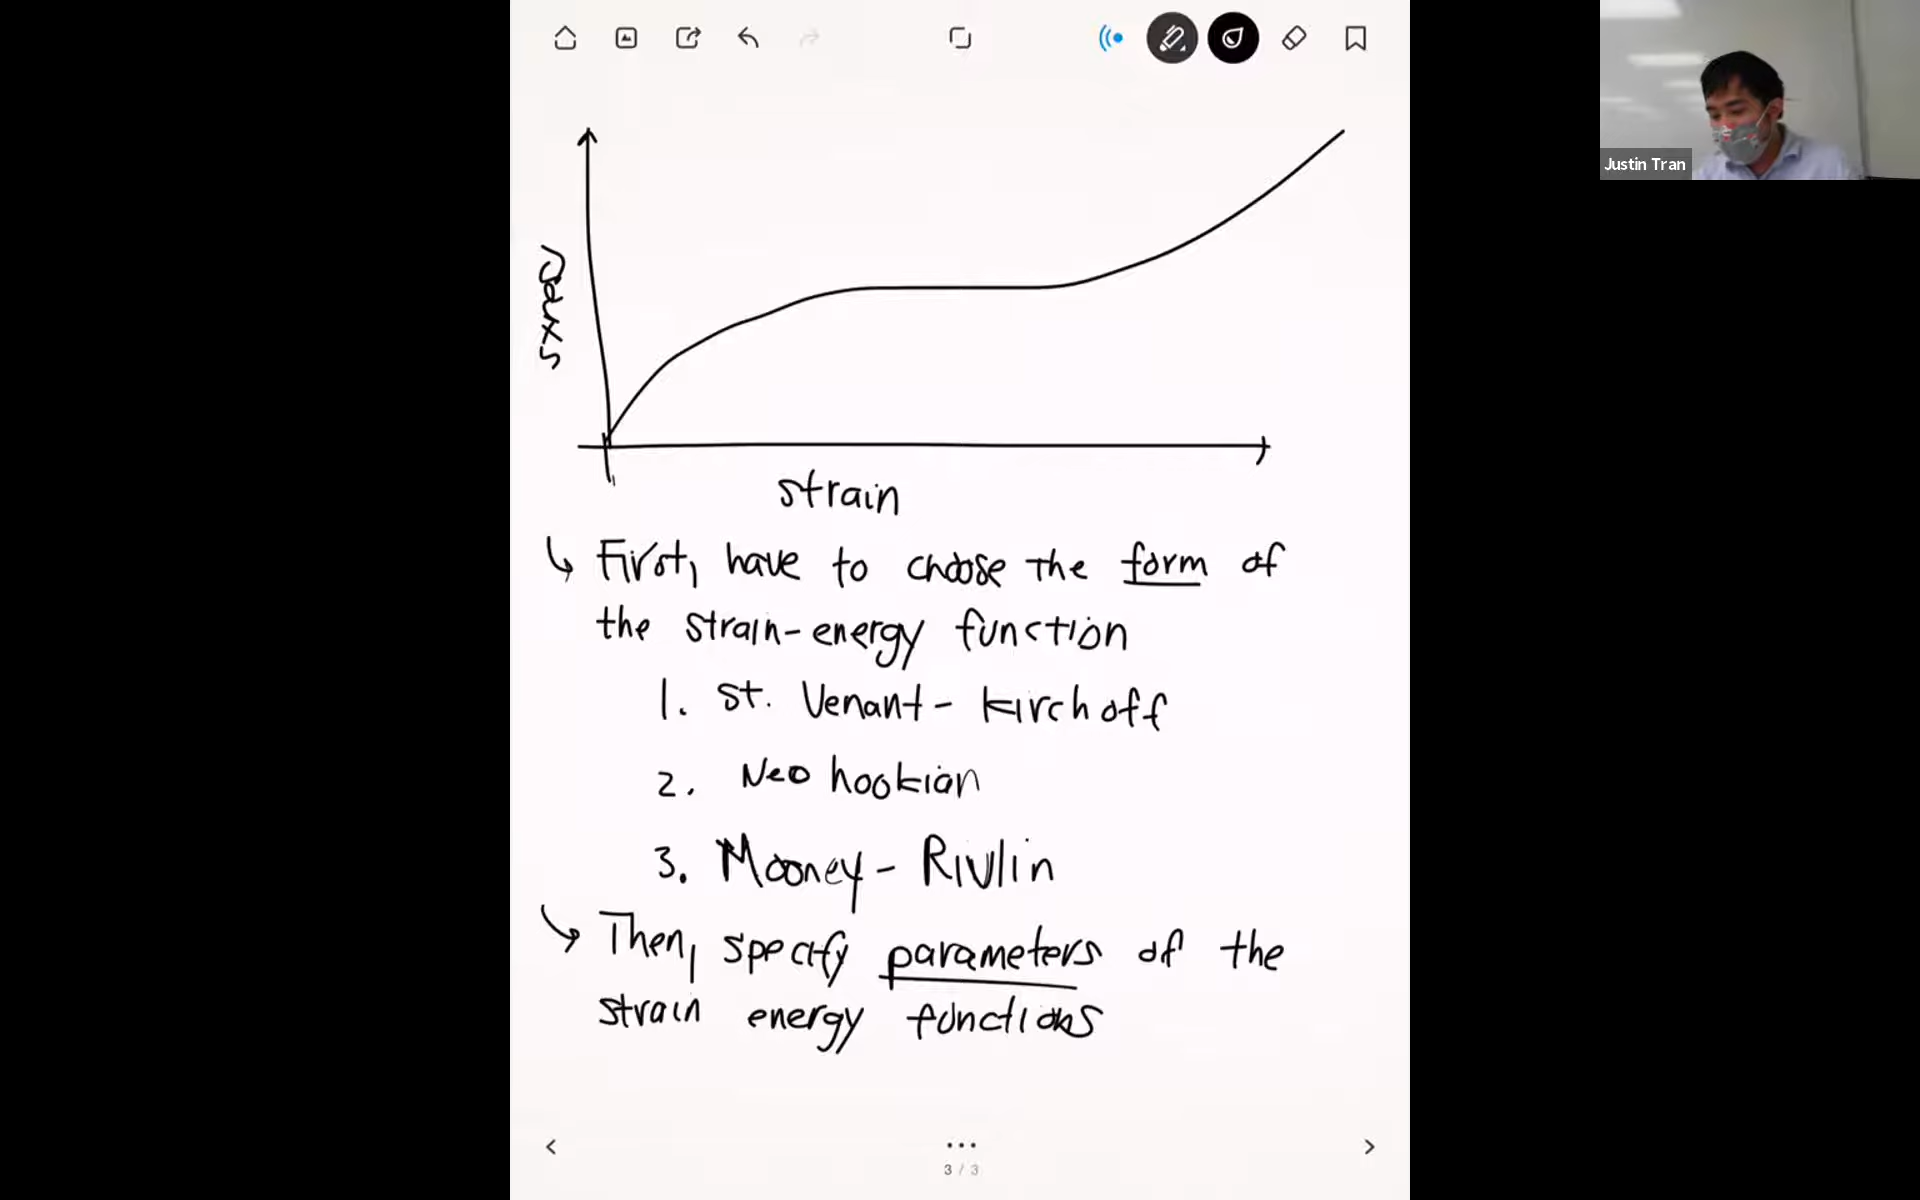 Justin Tran
stress
strain
↳ First, have to choose the form of
the strain-energy function
1. St. Venant - Kirchoff
2. Neo hookian
3. Mooney - Rivlin
↳ Then, specify parameters of the
strain energy functions
3 / 3